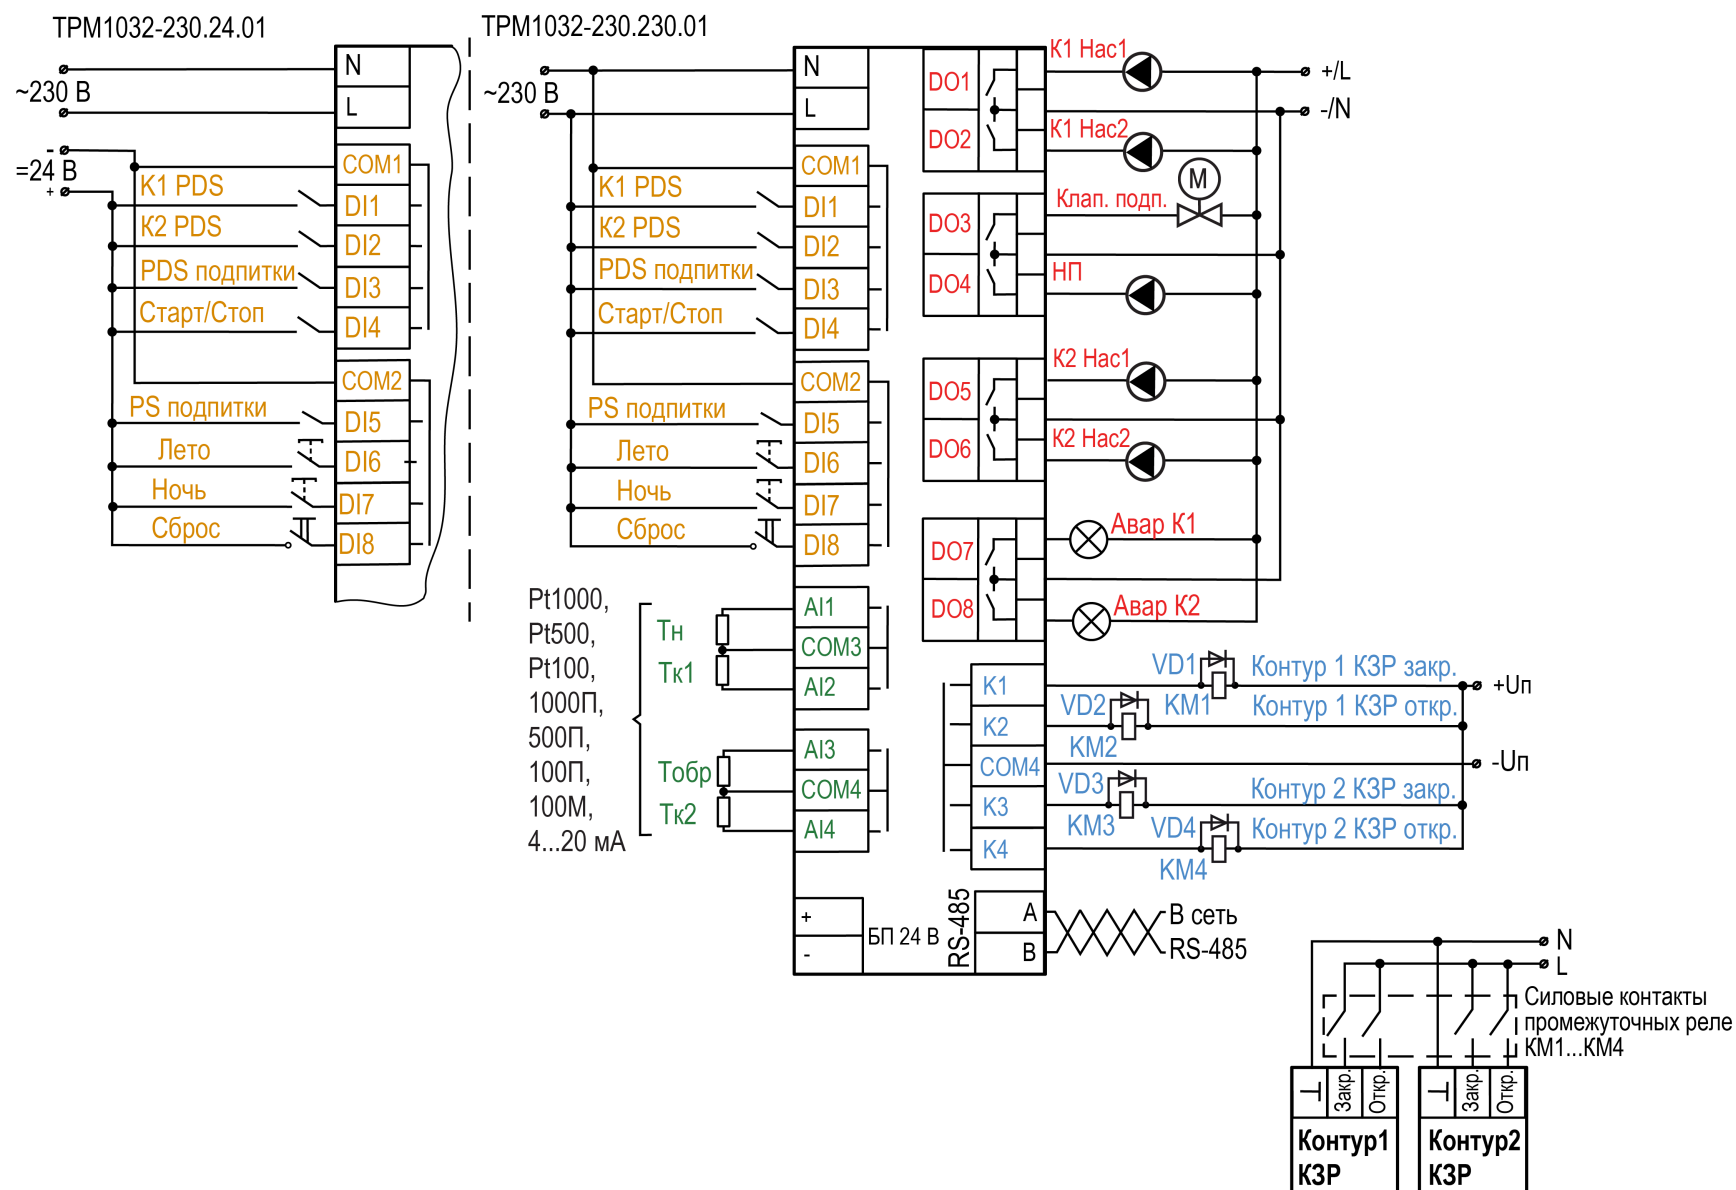 ТРМ1032-230.24.01
~230 В
N
L
-
=24 В
+
COM1
K1 PDS
DI1
К2 PDS
DI2
PDS подпитки
DI3
Старт/Стоп
DI4
COM2
PS подпитки
DI5
Лето
DI6
Ночь
DI7
Сброс
DI8
ТРМ1032-230.230.01
~230 В
N
L
COM1
K1 PDS
DI1
К2 PDS
DI2
PDS подпитки
DI3
Старт/Стоп
DI4
COM2
PS подпитки
DI5
Лето
DI6
Ночь
DI7
Сброс
DI8
Pt1000,
Pt500,
Pt100,
1000П,
500П,
100П,
100М,
4...20 мА
Тн
Тк1
AI1
COM3
AI2
Тобр
Тк2
AI3
COM4
AI4
+
-
БП 24 В
DO1
DO2
К1 Нас1
К1 Нас2
+/L
-/N
DO3
DO4
Клап. подп.
M
НП
DO5
DO6
К2 Нас1
К2 Нас2
DO7
DO8
Авар К1
Авар К2
K1
K2
COM4
K3
K4
VD1
KM1
Контур 1 КЗР закр.
VD2
KM2
Контур 1 КЗР откр.
+Uп
-Uп
VD3
KM3
Контур 2 КЗР закр.
VD4
KM4
Контур 2 КЗР откр.
RS-485
A
B
В сеть
RS-485
N
L
Силовые контакты
промежуточных реле
КМ1...КМ4
Закр.
Откр.
Закр.
Откр.
Контур1
КЗР
Контур2
КЗР